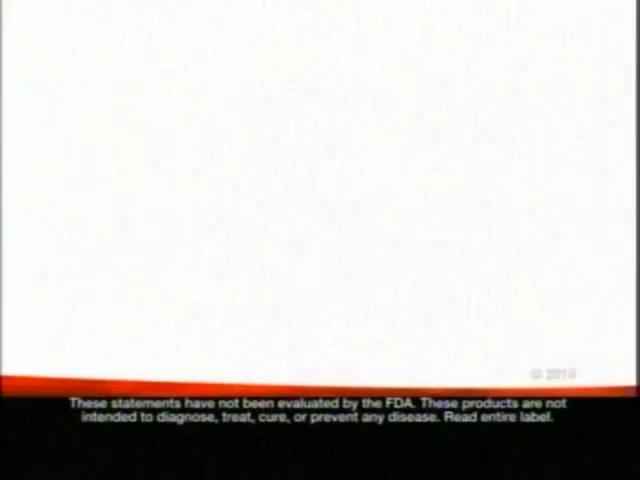 These statements have not been evaluated by the FDA. These products are not
intended to diagnose, treat, cure, or prevent any disease. Read entire label.